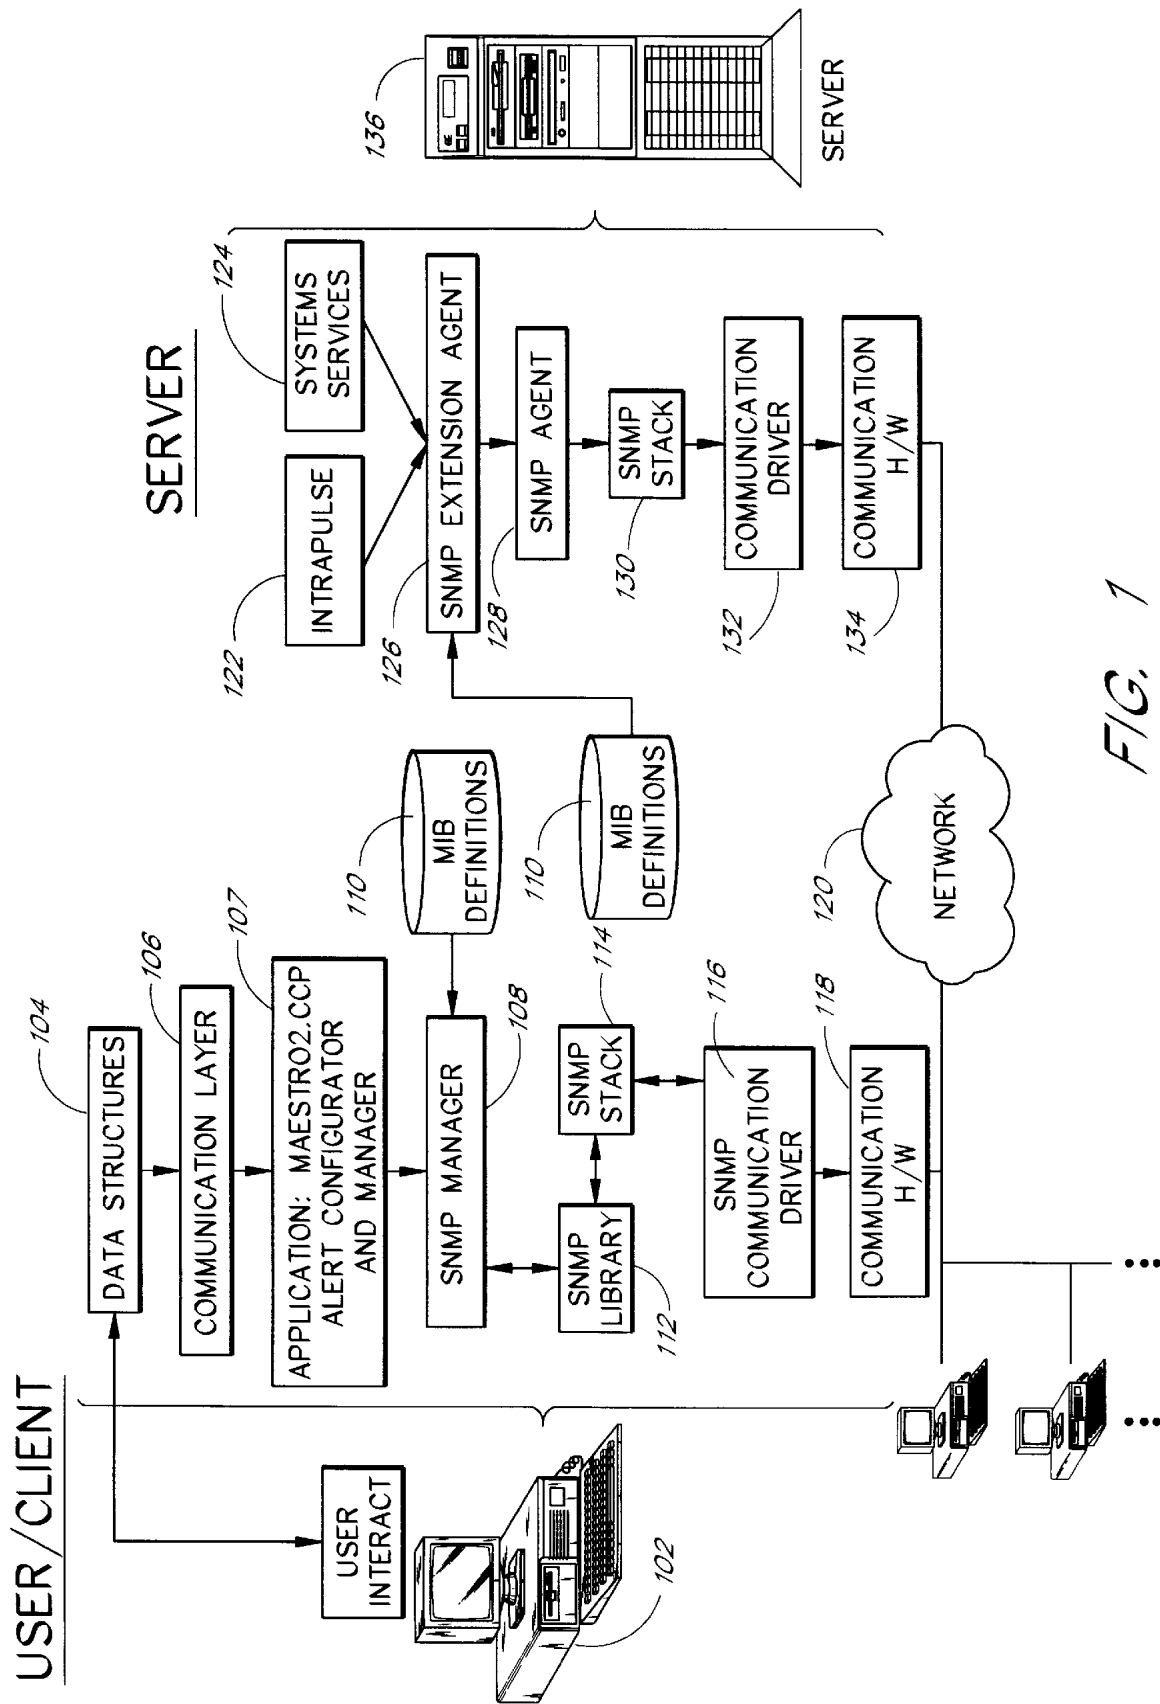 USER/CLIENT
USER
INTERACT
102
104
DATA STRUCTURES
106
COMMUNICATION LAYER
107
APPLICATION: MAESTRO2.CCP
ALERT CONFIGURATOR
AND MANAGER
SNMP MANAGER
108
110
MIB
DEFINITIONS
SNMP
LIBRARY
112
SNMP
STACK
114
110
MIB
DEFINITIONS
SNMP
COMMUNICATION
DRIVER
116
COMMUNICATION
H/W
118
120
NETWORK
SERVER
122
INTRAPULSE
124
SYSTEMS
SERVICES
126
SNMP EXTENSION AGENT
128
SNMP AGENT
130
SNMP
STACK
132
COMMUNICATION
DRIVER
134
COMMUNICATION
H/W
136
SERVER
FIG. 1